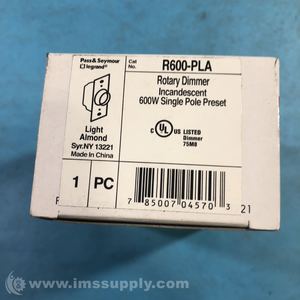 Pass&Seymour
legrand
Cat.
No.
R600-PLA
Rotary Dimmer
Incandescent
600W Single Pole Preset
Light
Almond
Syr.NY 13221
Made In China
C UL US LISTED
Dimmer
75M8
1 PC
7 85007 04570 3 21
© www.imssupply.com